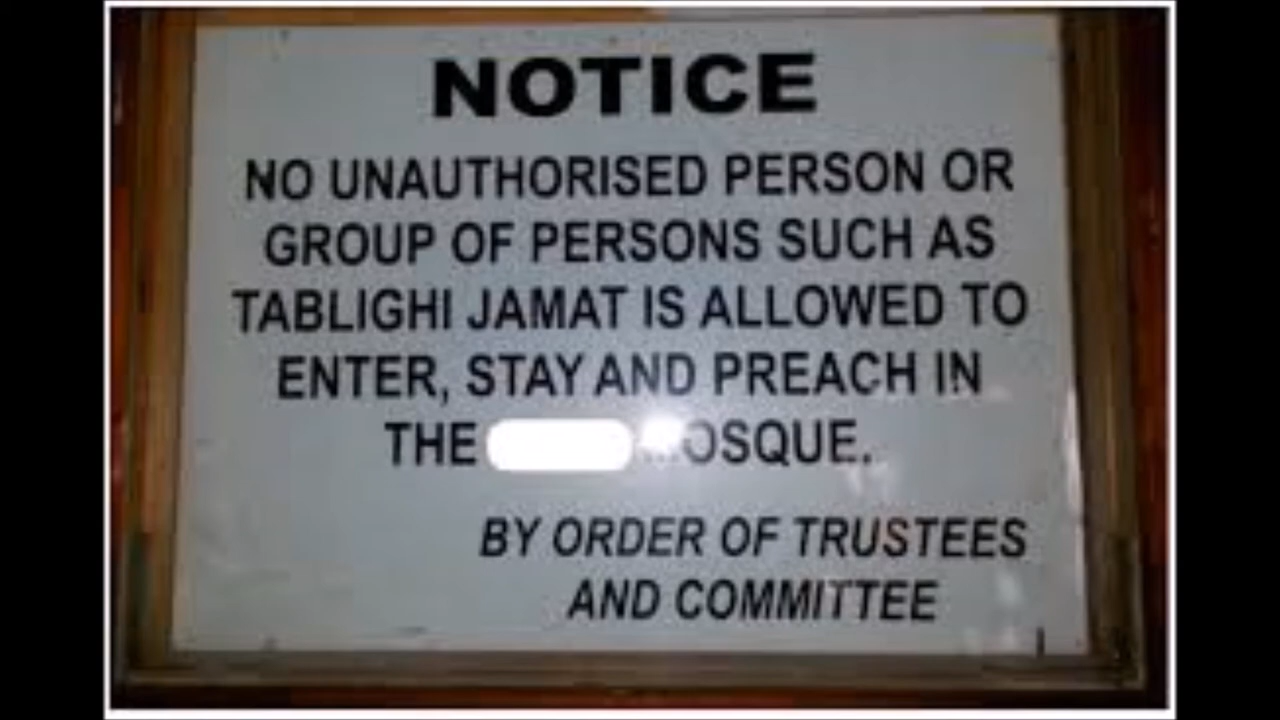 NOTICE
NO UNAUTHORISED PERSON OR
GROUP OF PERSONS SUCH AS
TABLIGHI JAMAT IS ALLOWED TO
ENTER, STAY AND PREACH IN
THE MOSQUE.
BY ORDER OF TRUSTEES
AND COMMITTEE